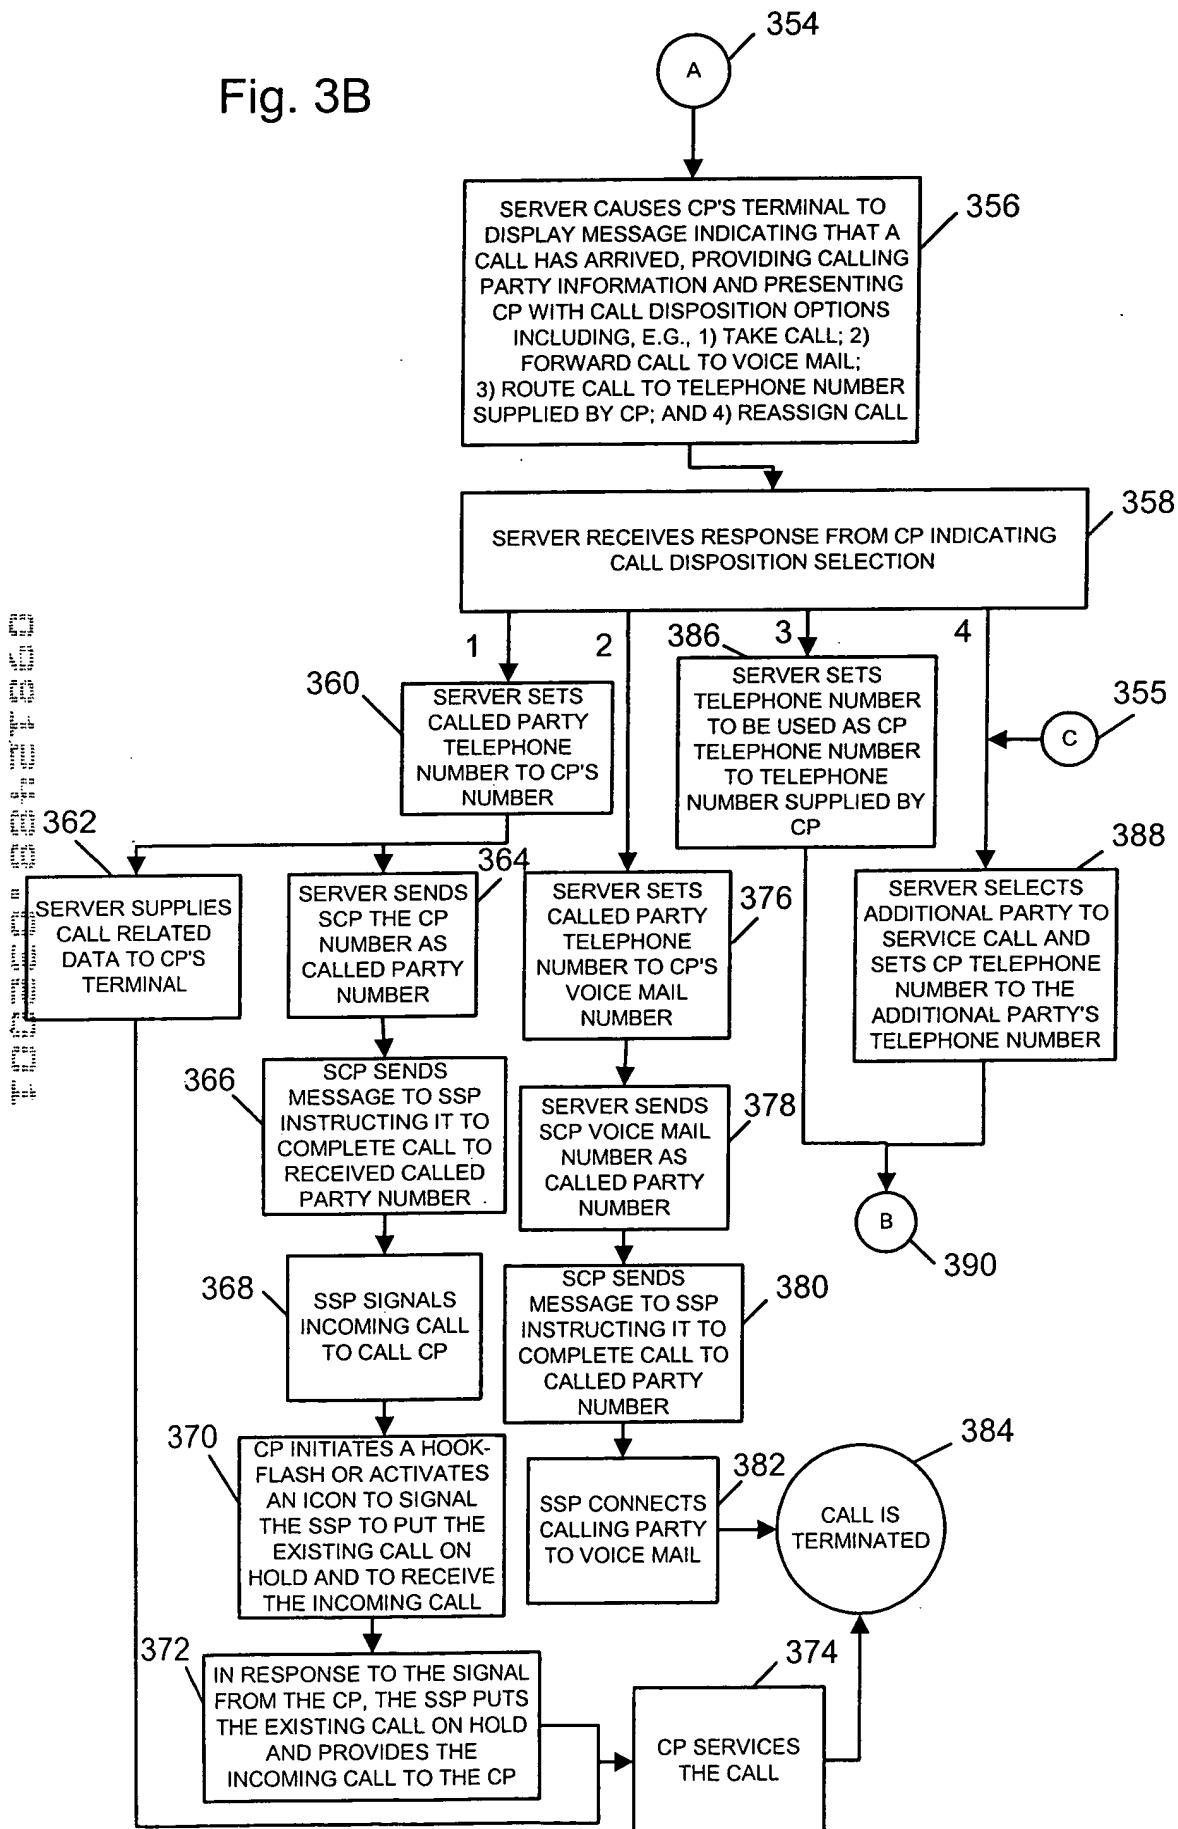 354
A
Fig. 3B
SERVER CAUSES CP'S TERMINAL TO
DISPLAY MESSAGE INDICATING THAT A
CALL HAS ARRIVED, PROVIDING CALLING
PARTY INFORMATION AND PRESENTING
CP WITH CALL DISPOSITION OPTIONS
INCLUDING, E.G., 1) TAKE CALL; 2)
FORWARD CALL TO VOICE MAIL;
3) ROUTE CALL TO TELEPHONE NUMBER
SUPPLIED BY CP; AND 4) REASSIGN CALL
356
SERVER RECEIVES RESPONSE FROM CP INDICATING
CALL DISPOSITION SELECTION
358
1
2
386
3
4
360
SERVER SETS
CALLED PARTY
TELEPHONE
NUMBER TO CP'S
NUMBER
SERVER SETS
TELEPHONE NUMBER
TO BE USED AS CP
TELEPHONE NUMBER
TO TELEPHONE
NUMBER SUPPLIED BY
CP
C
355
362
SERVER SUPPLIES
CALL RELATED
DATA TO CP'S
TERMINAL
364
SERVER SENDS
SCP THE CP
NUMBER AS
CALLED PARTY
NUMBER
SERVER SETS
CALLED PARTY
TELEPHONE
NUMBER TO CP'S
VOICE MAIL
NUMBER
376
388
SERVER SELECTS
ADDITIONAL PARTY TO
SERVICE CALL AND
SETS CP TELEPHONE
NUMBER TO THE
ADDITIONAL PARTY'S
TELEPHONE NUMBER
366
SCP SENDS
MESSAGE TO SSP
INSTRUCTING IT TO
COMPLETE CALL TO
RECEIVED CALLED
PARTY NUMBER
SERVER SENDS
SCP VOICE MAIL
NUMBER AS
CALLED PARTY
NUMBER
378
B
390
368
SSP SIGNALS
INCOMING CALL
TO CALL CP
SCP SENDS
MESSAGE TO SSP
INSTRUCTING IT TO
COMPLETE CALL TO
CALLED PARTY
NUMBER
380
370
CP INITIATES A HOOK-
FLASH OR ACTIVATES
AN ICON TO SIGNAL
THE SSP TO PUT THE
EXISTING CALL ON
HOLD AND TO RECEIVE
THE INCOMING CALL
SSP CONNECTS
CALLING PARTY
TO VOICE MAIL
382
384
CALL IS
TERMINATED
372
IN RESPONSE TO THE SIGNAL
FROM THE CP, THE SSP PUTS
THE EXISTING CALL ON HOLD
AND PROVIDES THE
INCOMING CALL TO THE CP
374
CP SERVICES
THE CALL